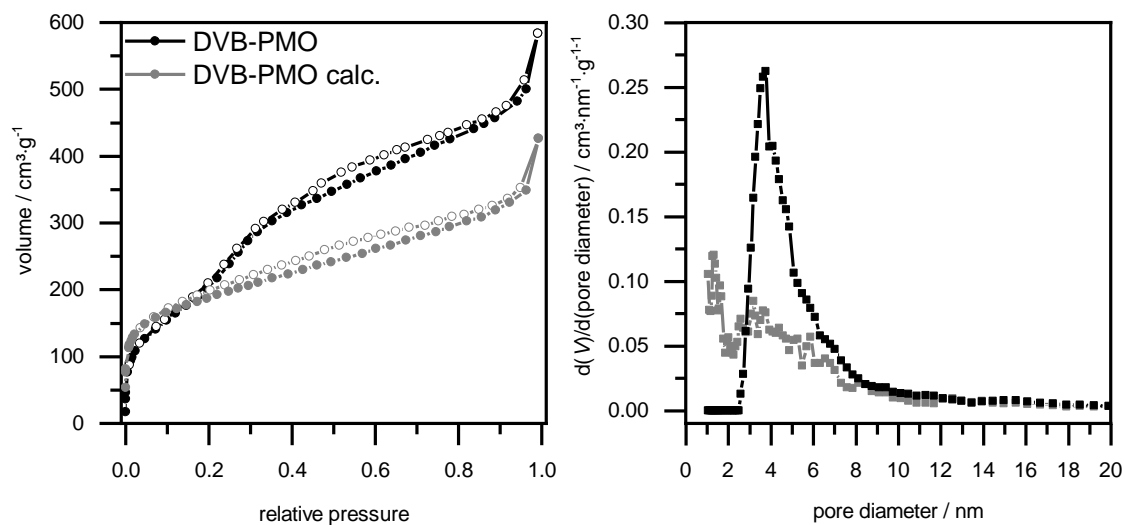 600
500
400
300
200
100
0
volume / cm³·g⁻¹
DVB-PMO
DVB-PMO calc.
0.0 0.2 0.4 0.6 0.8 1.0
relative pressure
0.30
0.25
0.20
0.15
0.10
0.05
0.00
d(V)/d(pore diameter) / cm³·nm⁻¹·g⁻¹⁻¹
0 2 4 6 8 10 12 14 16 18 20
pore diameter / nm